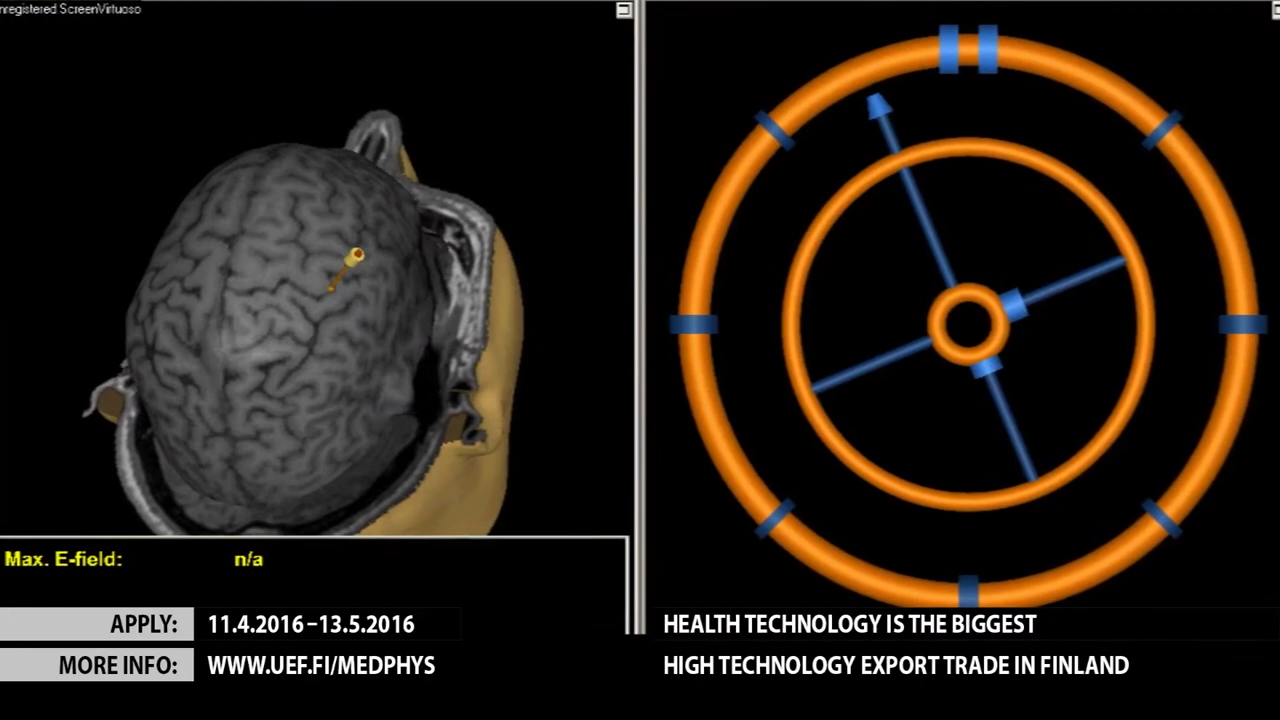 nregistered ScreenVirtuoso
Max. E-field: n/a
APPLY: 11.4.2016–13.5.2016
MORE INFO: WWW.UEF.FI/MEDPHYS
HEALTH TECHNOLOGY IS THE BIGGEST
HIGH TECHNOLOGY EXPORT TRADE IN FINLAND